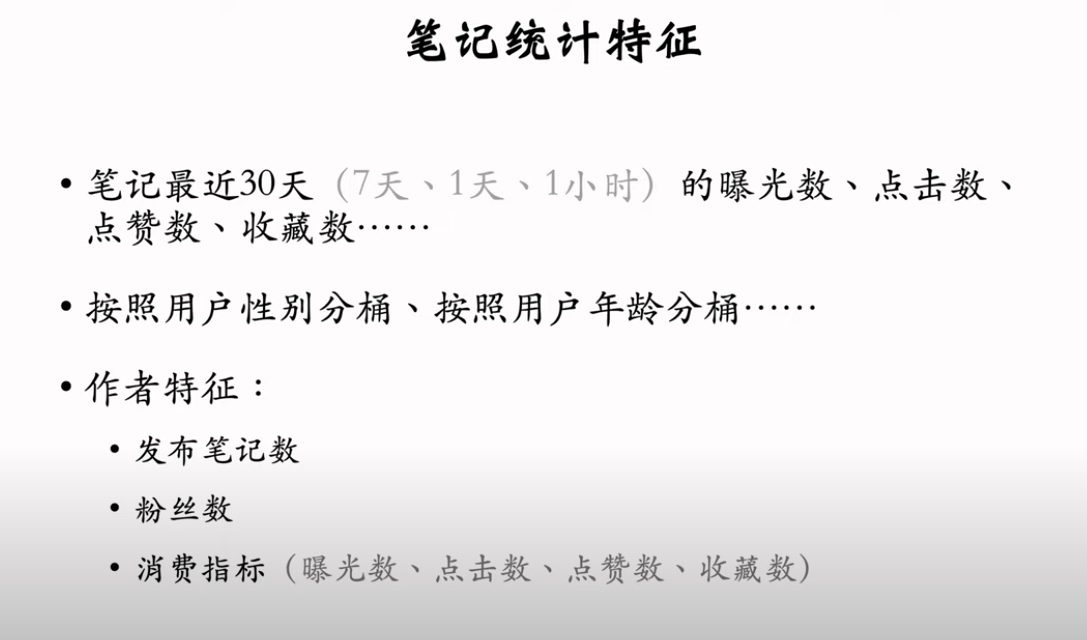 笔记统计特征
• 笔记最近30天（7天、1天、1小时）的曝光数、点击数、
点赞数、收藏数……
• 按照用户性别分桶、按照用户年龄分桶……
• 作者特征：
• 发布笔记数
• 粉丝数
• 消费指标（曝光数、点击数、点赞数、收藏数）